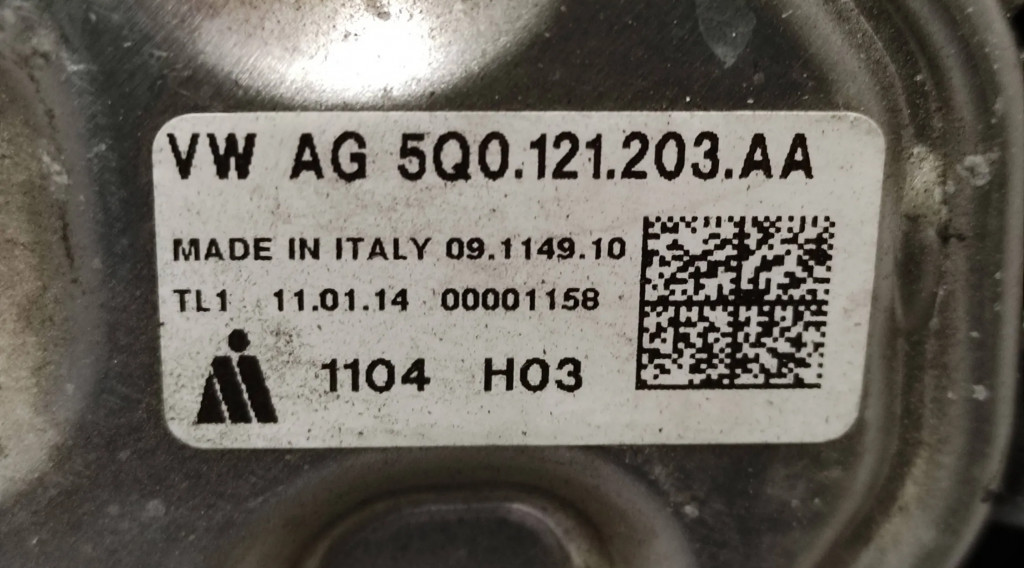 VW AG 5Q0.121.203.AA
MADE IN ITALY 09.1149.10
TL1 11.01.14 00001158
1104 H03